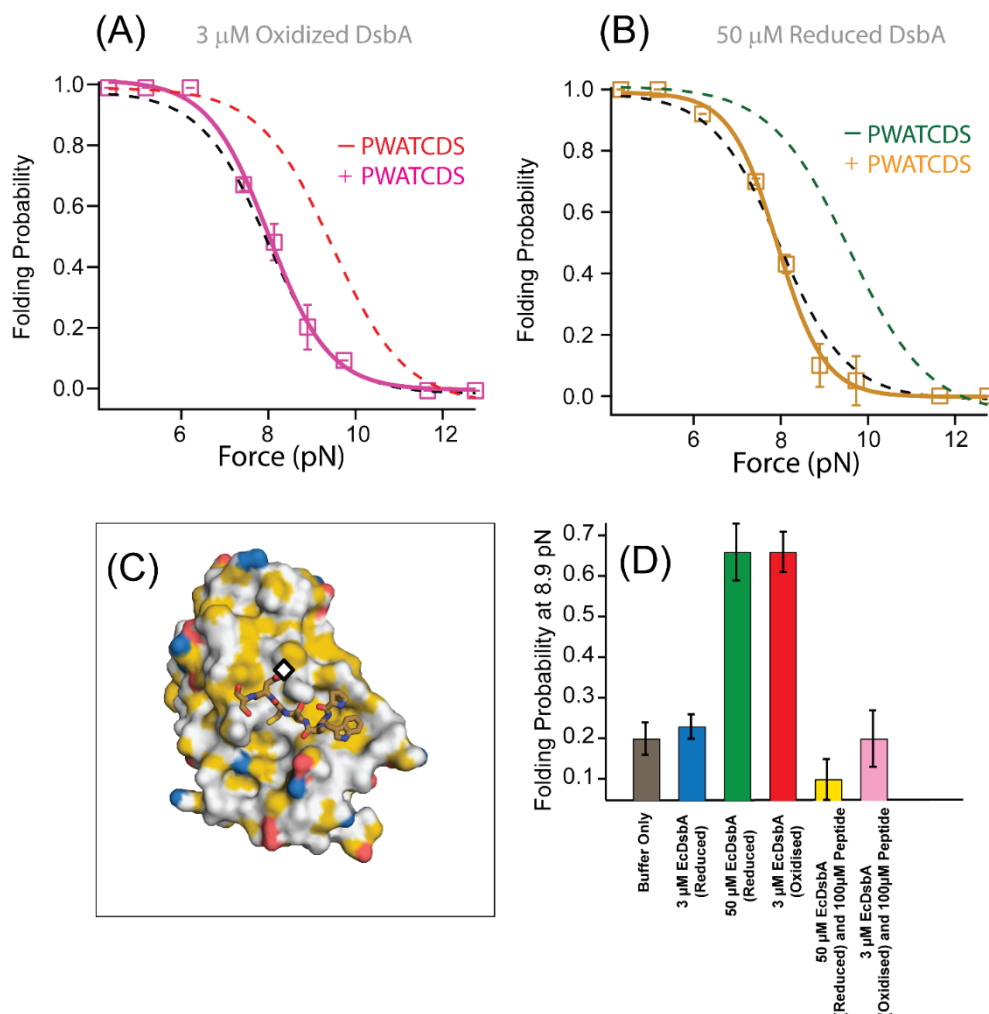 (A) 3 μM Oxidized DsbA
1.0
0.8
0.6
0.4
0.2
0.0
Folding Probability
– PWATCDS
+ PWATCDS
6 8 10 12
Force (pN)
(B) 50 μM Reduced DsbA
1.0
0.8
0.6
0.4
0.2
0.0
Folding Probability
– PWATCDS
+ PWATCDS
6 8 10 12
Force (pN)
(C)
(D)
0.7
0.6
0.5
0.4
0.3
0.2
0.1
Folding Probability at 8.9 pN
Buffer Only
3 μM EcDsbA
(Reduced)
50 μM EcDsbA
(Reduced)
3 μM EcDsbA
(Oxidised)
50 μM EcDsbA
(Reduced) and 100μM Peptide
3 μM EcDsbA
(Oxidised) and 100μM Peptide